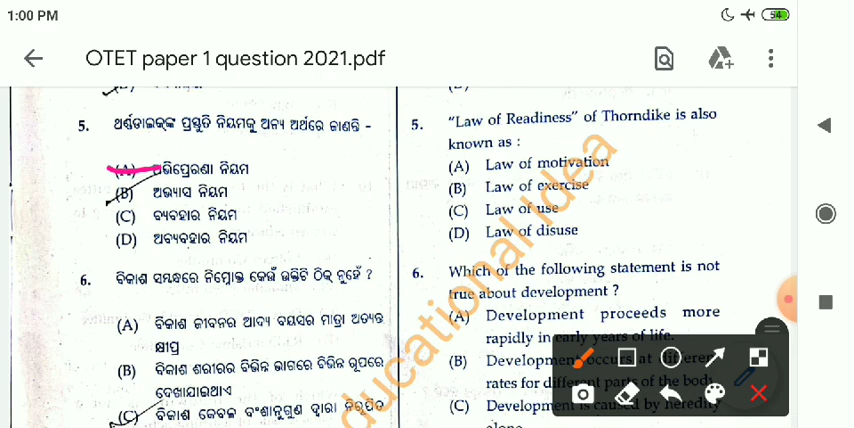 1:00 PM
54
OTET paper 1 question 2021.pdf
5. ଥର୍ଣ୍ଡାଇକ୍‌ଙ୍କ ପ୍ରସ୍ତୁତି ନିୟମକୁ ଅନ୍ୟ ଅର୍ଥରେ ଜାଣନ୍ତି -
(A) ଅଭିପ୍ରେରଣା ନିୟମ
(B) ଅଭ୍ୟାସ ନିୟମ
(C) ବ୍ୟବହାର ନିୟମ
(D) ଅବ୍ୟବହାର ନିୟମ
6. ବିକାଶ ସମ୍ବନ୍ଧରେ ନିମ୍ନୋକ୍ତ କେଉଁ ଉକ୍ତିଟି ଠିକ୍ ନୁହେଁ ?
(A) ବିକାଶ ଜୀବନର ଆଦ୍ୟ ବୟସର ମାତ୍ରା ଅତ୍ୟନ୍ତ
କ୍ଷୀପ୍ର
(B) ବିକାଶ ଶରୀରର ବିଭିନ୍ନ ଭାଗରେ ବିଭିନ୍ନ ରୂପରେ
ଦେଖାଯାଇଥାଏ
(C) ବିକାଶ କେବଳ ବଂଶାନୁଗୁଣ ଦ୍ୱାରା ନିରୂପିତ
5. "Law of Readiness" of Thorndike is also
known as :
(A) Law of motivation
(B) Law of exercise
(C) Law of use
(D) Law of disuse
6. Which of the following statement is not
true about development ?
(A) Development proceeds more
rapidly in early years of life.
(B) Development occurs at different
rates for different parts of the body
(C) Development is caused by heredity
alone
ducational Idea